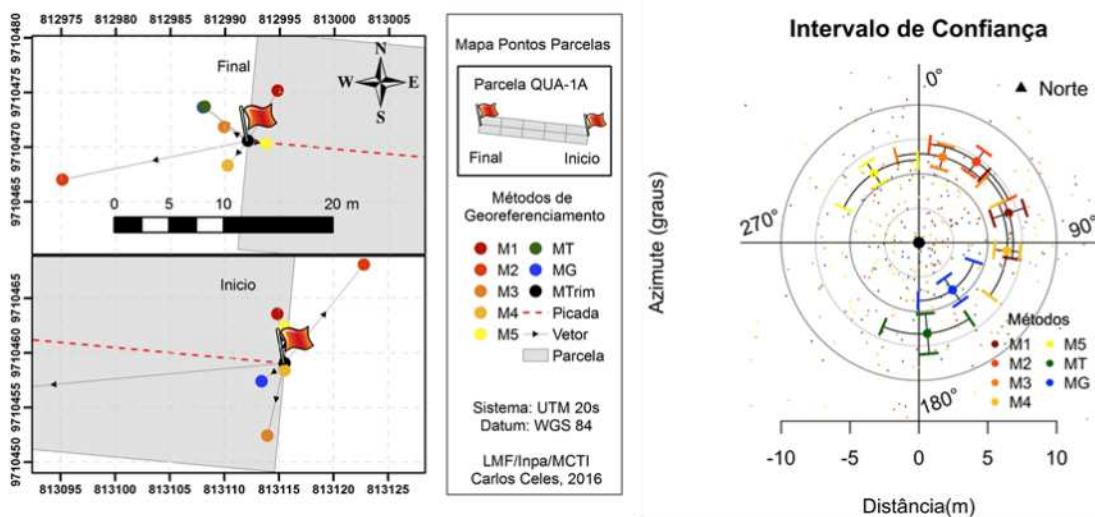 812975 812980 812985 812990 812995 813000 813005
9710480
9710475
9710470
9710465
Final
N
W E
S
0 5 10 20 m
Inicio
9710465
9710460
9710455
9710450
813095 813100 813105 813110 813115 813120 813125
Mapa Pontos Parcelas
Parcela QUA-1A
Final Inicio
Métodos de
Georeferenciamento
M1 MT
M2 MG
M3 MTrim
M4 Picada
M5 Vetor
Parcela
Sistema: UTM 20s
Datum: WGS 84
LMF/Inpa/MCTI
Carlos Celes, 2016
Intervalo de Confiança
Norte
0°
270°
90°
180°
Azimute (graus)
Métodos
M1 M5
M2 MT
M3 MG
M4
-10 -5 0 5 10
Distância(m)